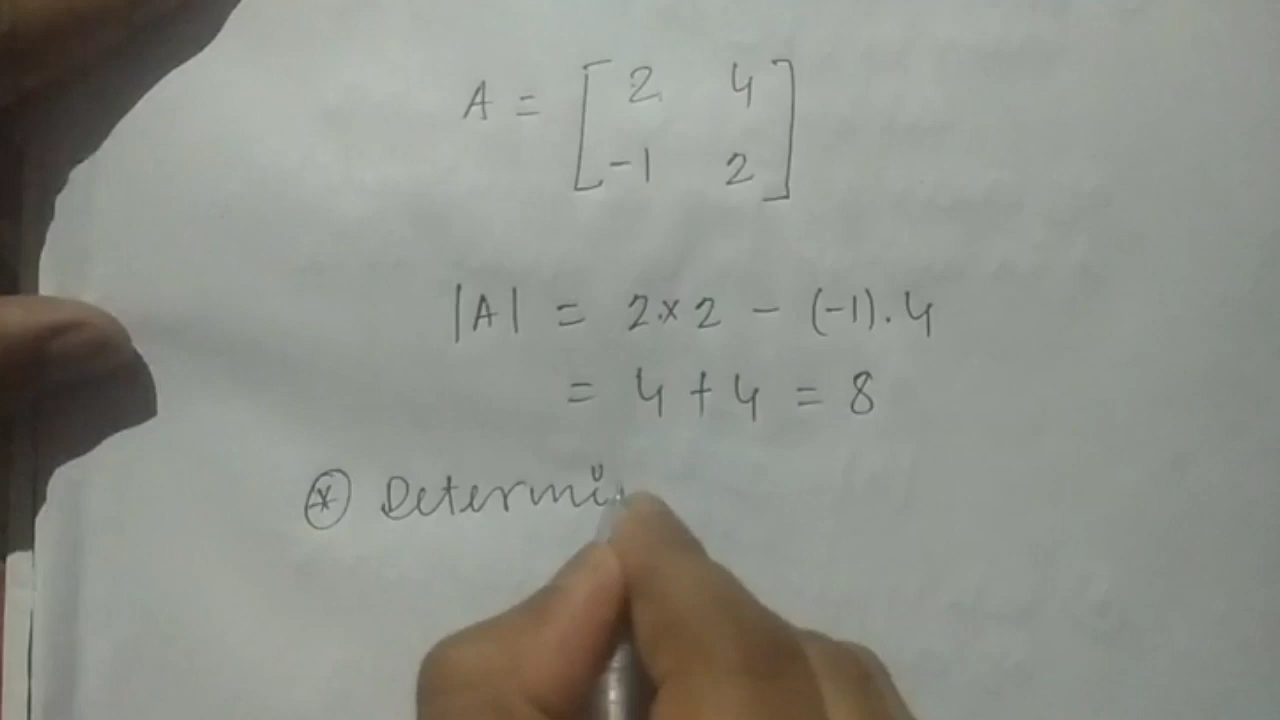 A = [ 2 4
-1 2 ]
|A| = 2 × 2 - (-1) . 4
= 4 + 4 = 8
⊛ Determi